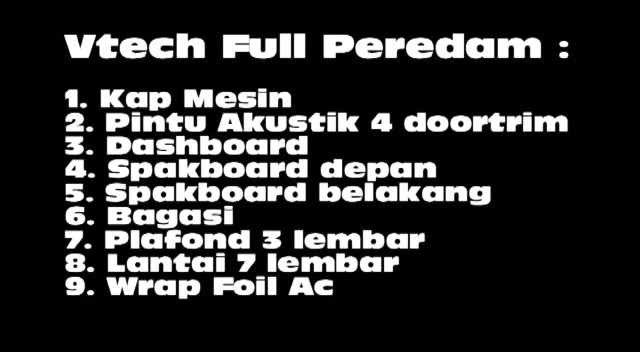 Vtech Full Peredam :
1. Kap Mesin
2. Pintu Akustik 4 doortrim
3. Dashboard
4. Spakboard depan
5. Spakboard belakang
6. Bagasi
7. Plafond 3 lembar
8. Lantai 7 lembar
9. Wrap Foil Ac